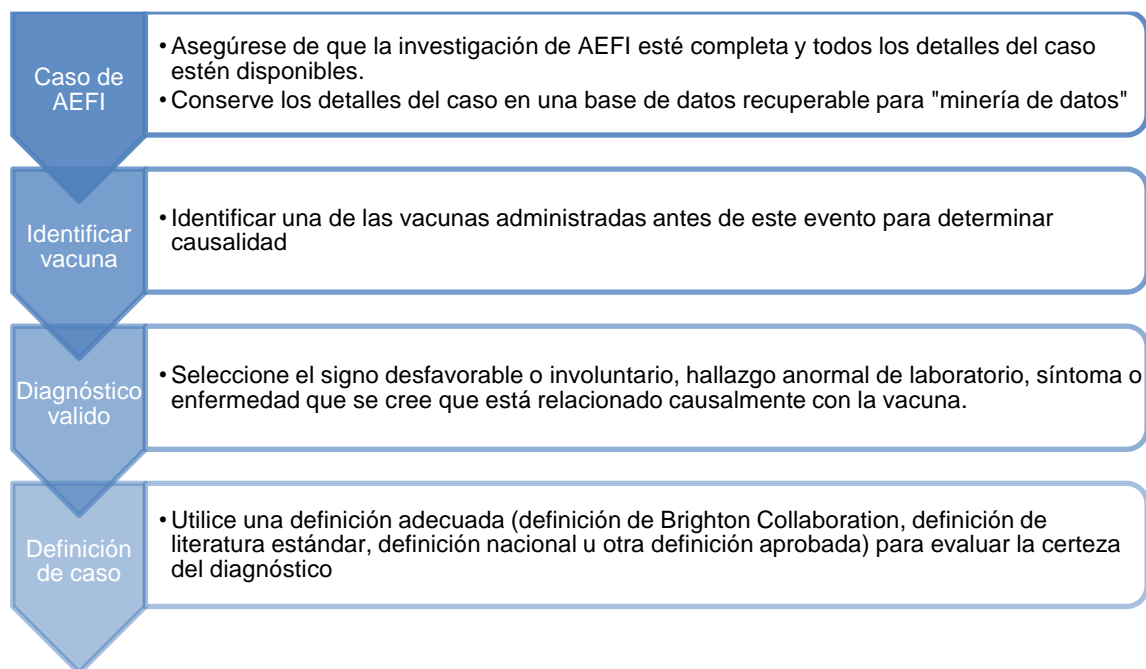 Caso de
AEFI
• Asegúrese de que la investigación de AEFI esté completa y todos los detalles del caso
estén disponibles.
• Conserve los detalles del caso en una base de datos recuperable para "minería de datos"
Identificar
vacuna
• Identificar una de las vacunas administradas antes de este evento para determinar
causalidad
Diagnóstico
valido
• Seleccione el signo desfavorable o involuntario, hallazgo anormal de laboratorio, síntoma o
enfermedad que se cree que está relacionado causalmente con la vacuna.
Definición
de caso
• Utilice una definición adecuada (definición de Brighton Collaboration, definición de
literatura estándar, definición nacional u otra definición aprobada) para evaluar la certeza
del diagnóstico